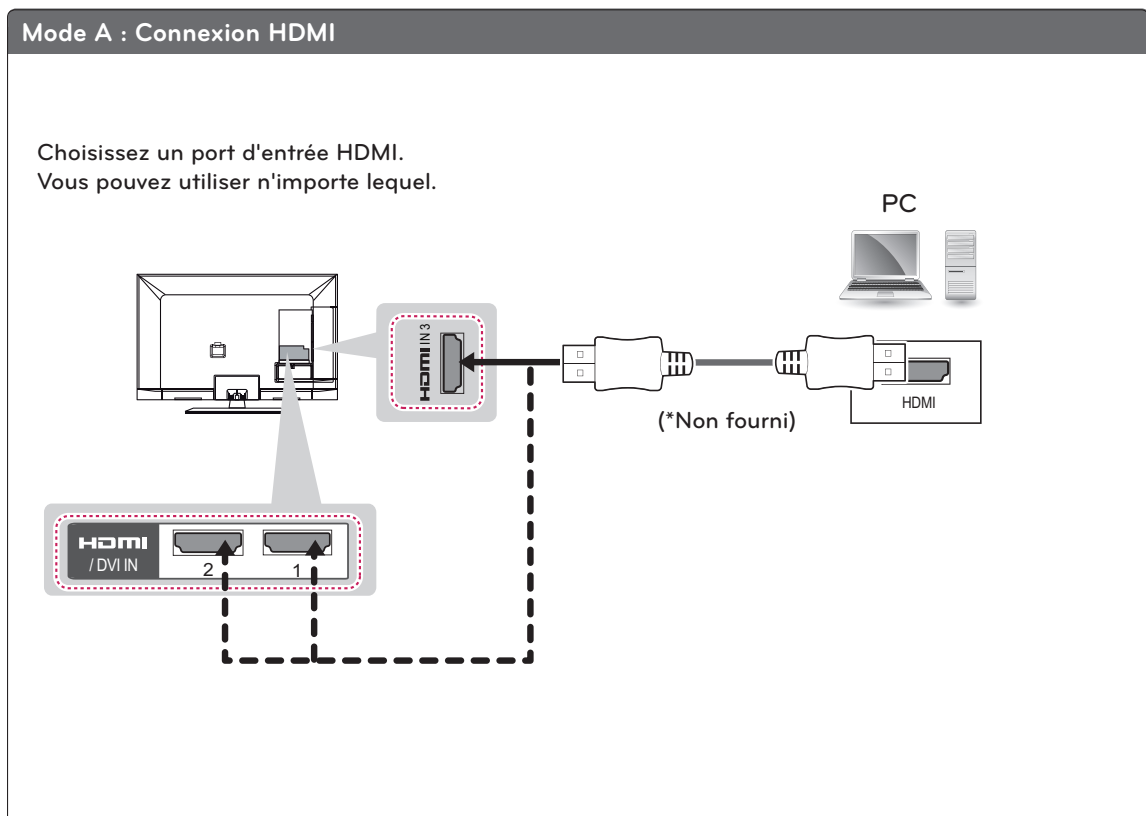 Mode A : Connexion HDMI
Choisissez un port d'entrée HDMI.
Vous pouvez utiliser n'importe lequel.
PC
HDMI IN 3
(*Non fourni)
HDMI
HDMI
/ DVI IN
2
1